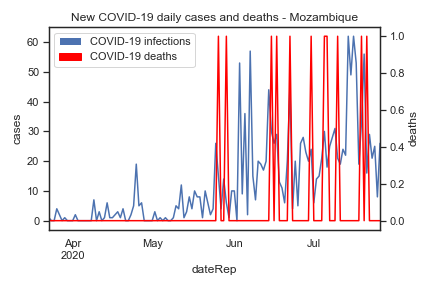 New COVID-19 daily cases and deaths - Mozambique
COVID-19 infections
COVID-19 deaths
60
50
40
30
20
10
0
cases
1.0
0.8
0.6
0.4
0.2
0.0
deaths
Apr
2020
May
Jun
Jul
dateRep